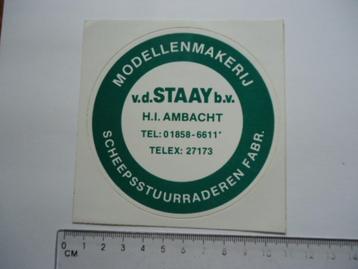 MODELLENMAKERIJ
v.d. STAAY b.v.
H.I. AMBACHT
TEL: 01858-6611*
TELEX: 27173
SCHEEPSSTUURRADEREN FABR.
0 1 2 3 4 5 6 7 8 9 10 11 12 13 14
CM